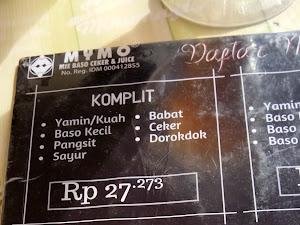 MYMO
MIE BASO CEKER & JUICE
No. Reg. IDM 000412855
Daftar
KOMPLIT
• Yamin/Kuah
• Baso Kecil
• Pangsit
• Sayur
• Babat
• Ceker
• Dorokdok
Rp 27.273
• Yamin
• Baso
• Baso
• Baso